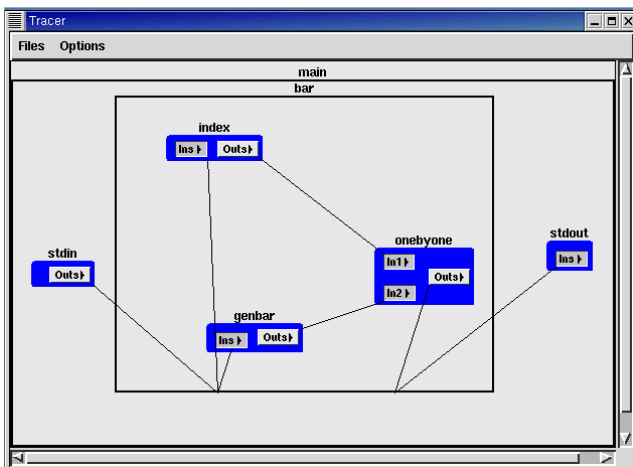 Tracer
Files Options
main
bar
index
Ins Outs
stdin
Outs
onebyone
In1
Outs
In2
stdout
Ins
genbar
Ins Outs